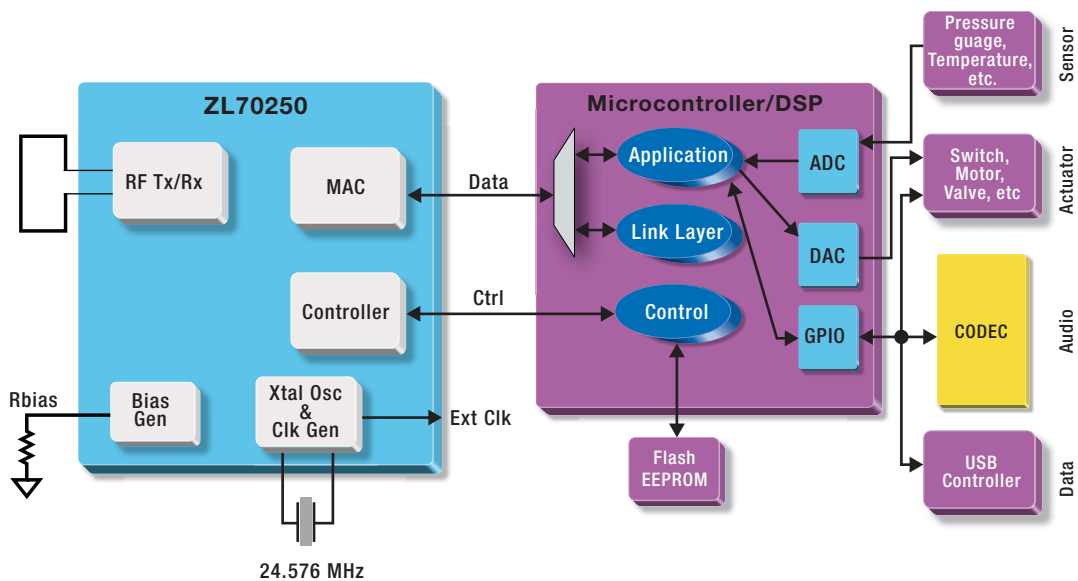 ZL70250
RF Tx/Rx
MAC
Controller
Bias
Gen
Xtal Osc
&
Clk Gen
Rbias
Ext Clk
24.576 MHz
Data
Ctrl
Microcontroller/DSP
Application
Link Layer
Control
ADC
DAC
GPIO
Flash
EEPROM
Pressure
guage,
Temperature,
etc.
Sensor
Switch,
Motor,
Valve, etc
Actuator
CODEC
Audio
USB
Controller
Data